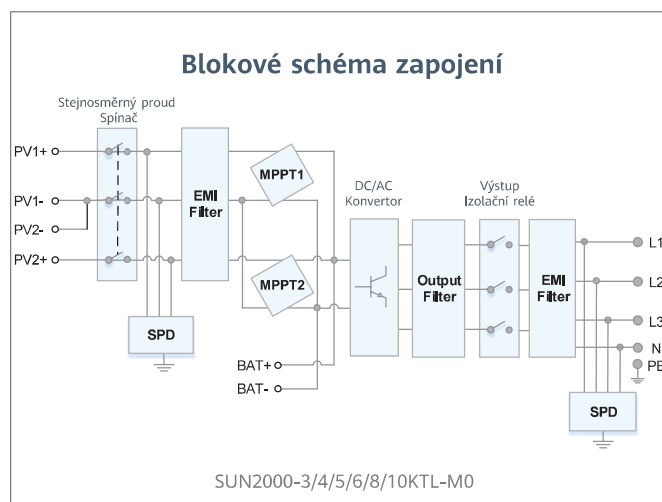 Blokové schéma zapojení
Stejnosměrný proud
Spínač
PV1+
PV1-
PV2-
PV2+
EMI
Filter
SPD
MPPT1
MPPT2
BAT+
BAT-
DC/AC
Konvertor
Output
Filter
Výstup
Izolační relé
EMI
Filter
L1
L2
L3
N
PE
SPD
SUN2000-3/4/5/6/8/10KTL-M0